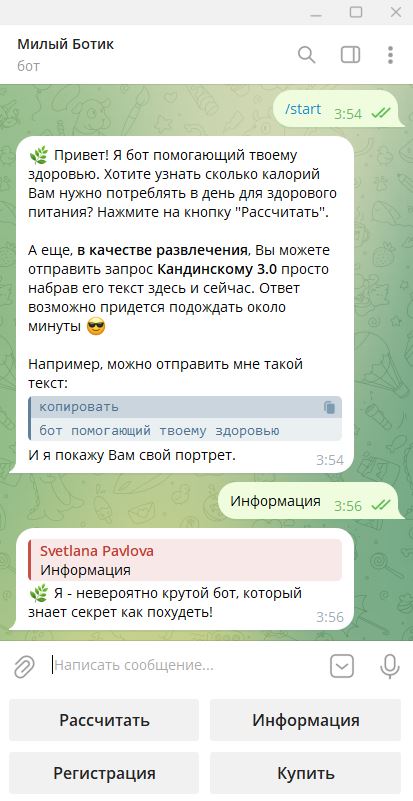 Милый Ботик
бот
/start 3:54
🌿 Привет! Я бот помогающий твоему
здоровью. Хотите узнать сколько калорий
Вам нужно потреблять в день для здорового
питания? Нажмите на кнопку "Рассчитать".
А еще, в качестве развлечения, Вы можете
отправить запрос Кандинскому 3.0 просто
набрав его текст здесь и сейчас. Ответ
возможно придется подождать около
минуты 😎
Например, можно отправить мне такой
текст:
копировать
бот помогающий твоему здоровью
И я покажу Вам свой портрет.
3:54
Информация 3:56
Svetlana Pavlova
Информация
🌿 Я - невероятно крутой бот, который
знает секрет как похудеть!
3:56
Написать сообщение...
Рассчитать Информация
Регистрация Купить